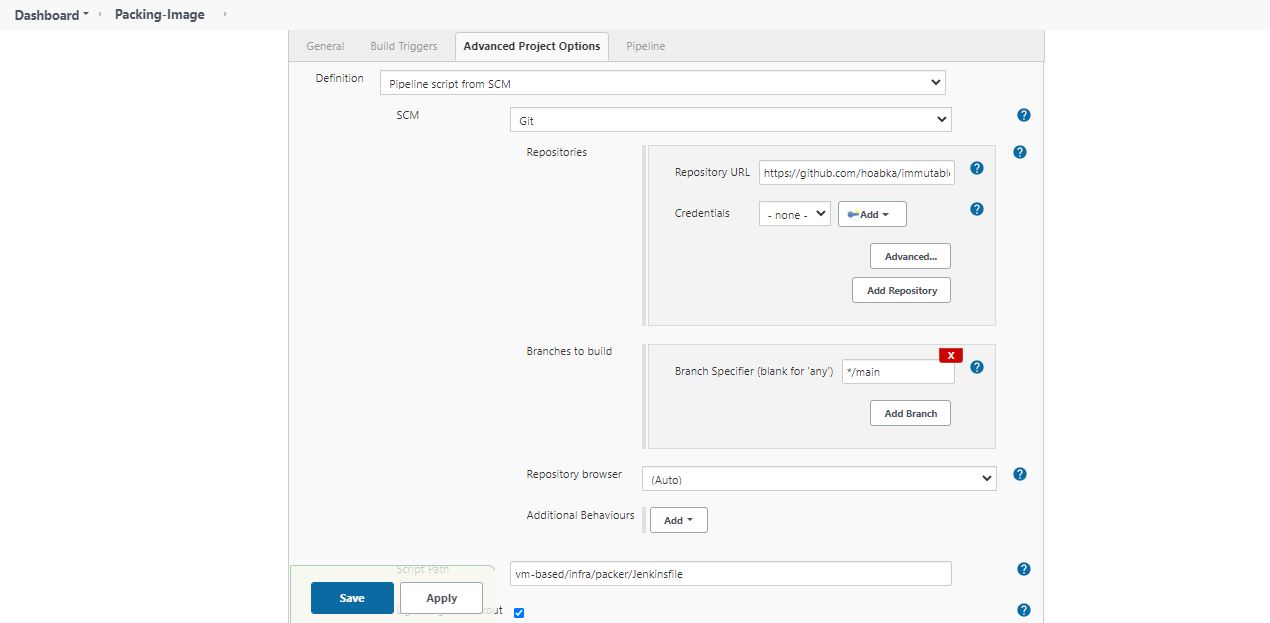 Dashboard
Packing-Image
General Build Triggers Advanced Project Options Pipeline
Definition
Pipeline script from SCM
SCM
Git
?
Repositories
?
Repository URL
https://github.com/hoabka/immutabl
?
Credentials
- none -
Add
?
Advanced...
Add Repository
Branches to build
X
Branch Specifier (blank for 'any')
*/main
?
Add Branch
Repository browser
(Auto)
?
Additional Behaviours
Add
Script Path
vm-based/infra/packer/Jenkinsfile
?
Save
Apply
?